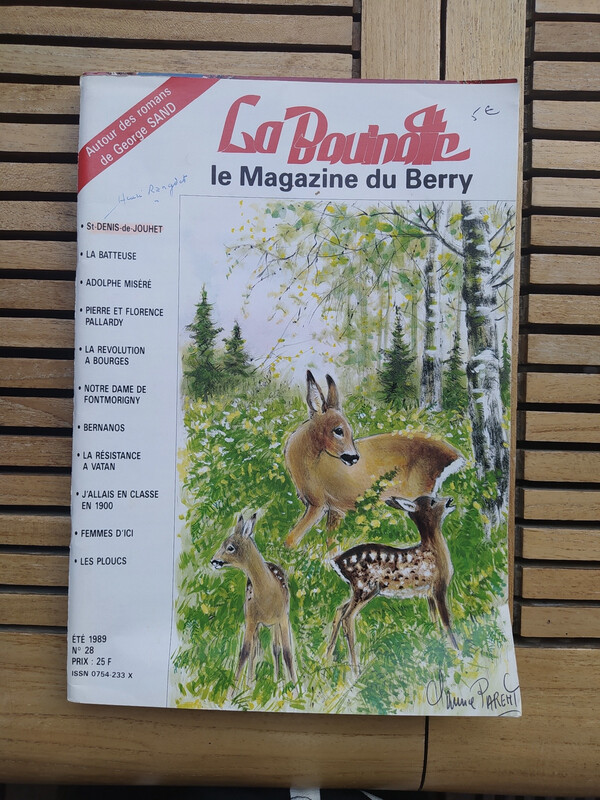 Autour des romans
de George SAND
La Bouinotte
5€
le Magazine du Berry
• St-DENIS-de-JOUHET
• LA BATTEUSE
• ADOLPHE MISÉRÉ
• PIERRE ET FLORENCE
PALLARDY
• LA REVOLUTION
A BOURGES
• NOTRE DAME DE
FONTMORIGNY
• BERNANOS
• LA RÉSISTANCE
A VATAN
• J'ALLAIS EN CLASSE
EN 1900
• FEMMES D'ICI
• LES PLOUCS
ÉTÉ 1989
N° 28
PRIX : 25 F
ISSN 0754-233 X
PARENT